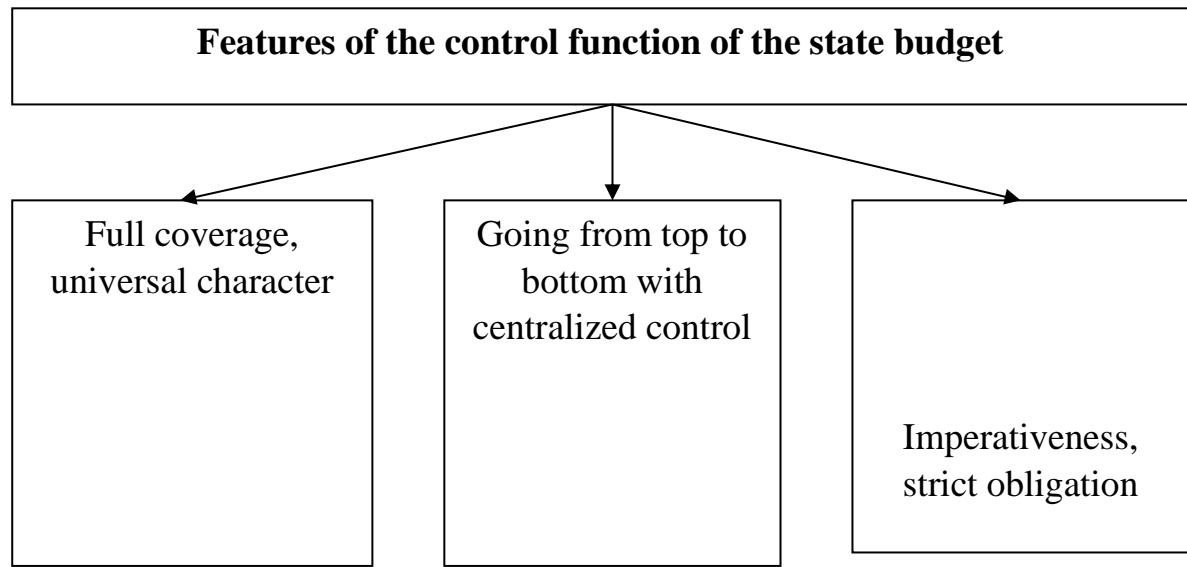 Features of the control function of the state budget
Full coverage,
universal character
Going from top to
bottom with
centralized control
Imperativeness,
strict obligation